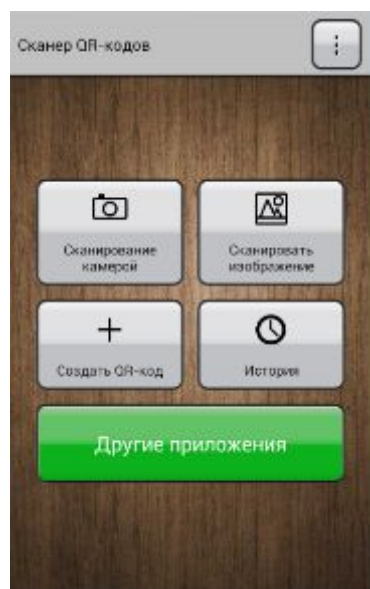 Сканер QR-кодов
Сканирование
камерой
Сканировать
изображение
Создать QR-код
История
Другие приложения